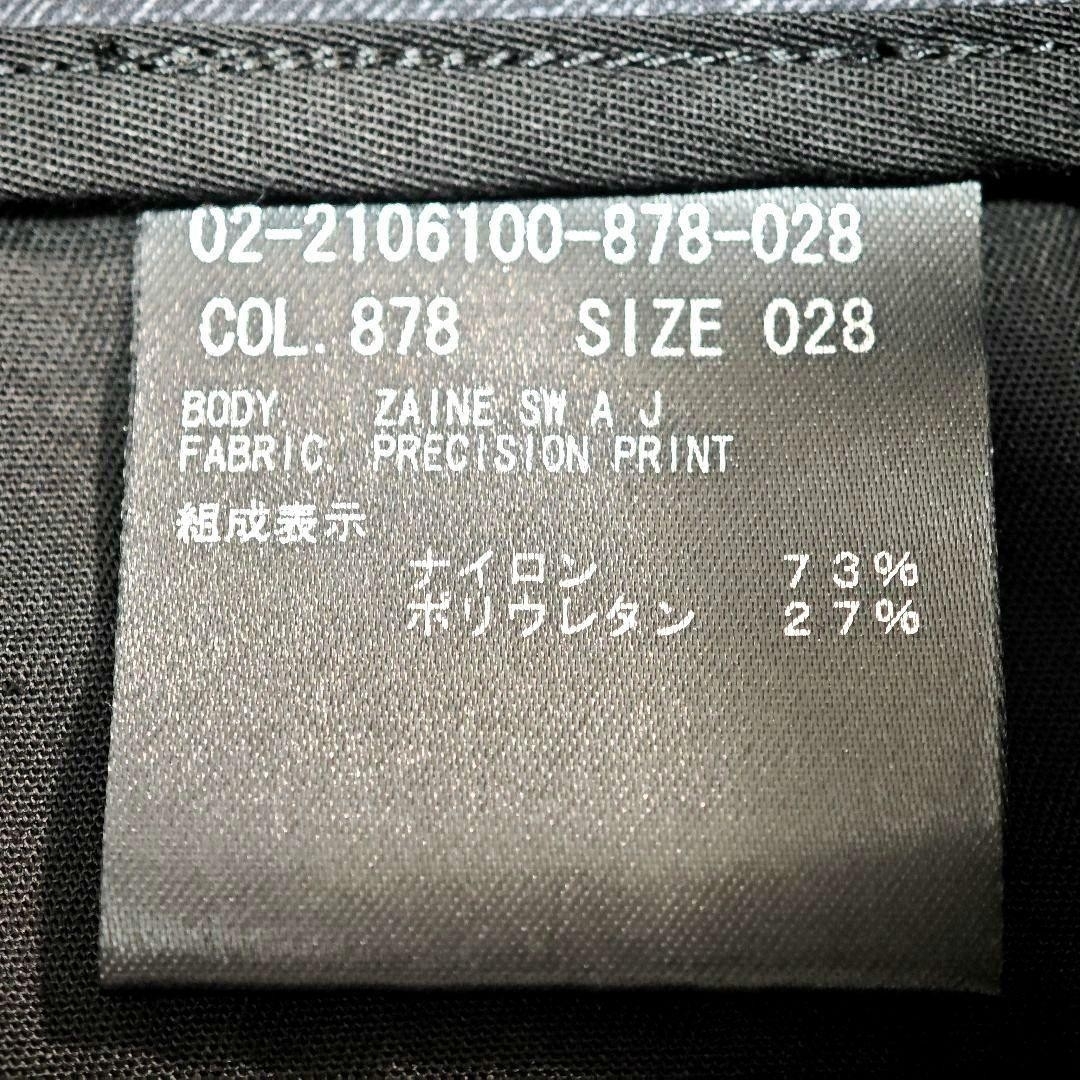 02-2106100-878-028
COL. 878 SIZE 028
BODY. ZAINE SW A J
FABRIC. PRECISION PRINT
組成表示
ナイロン 73%
ポリウレタン 27%